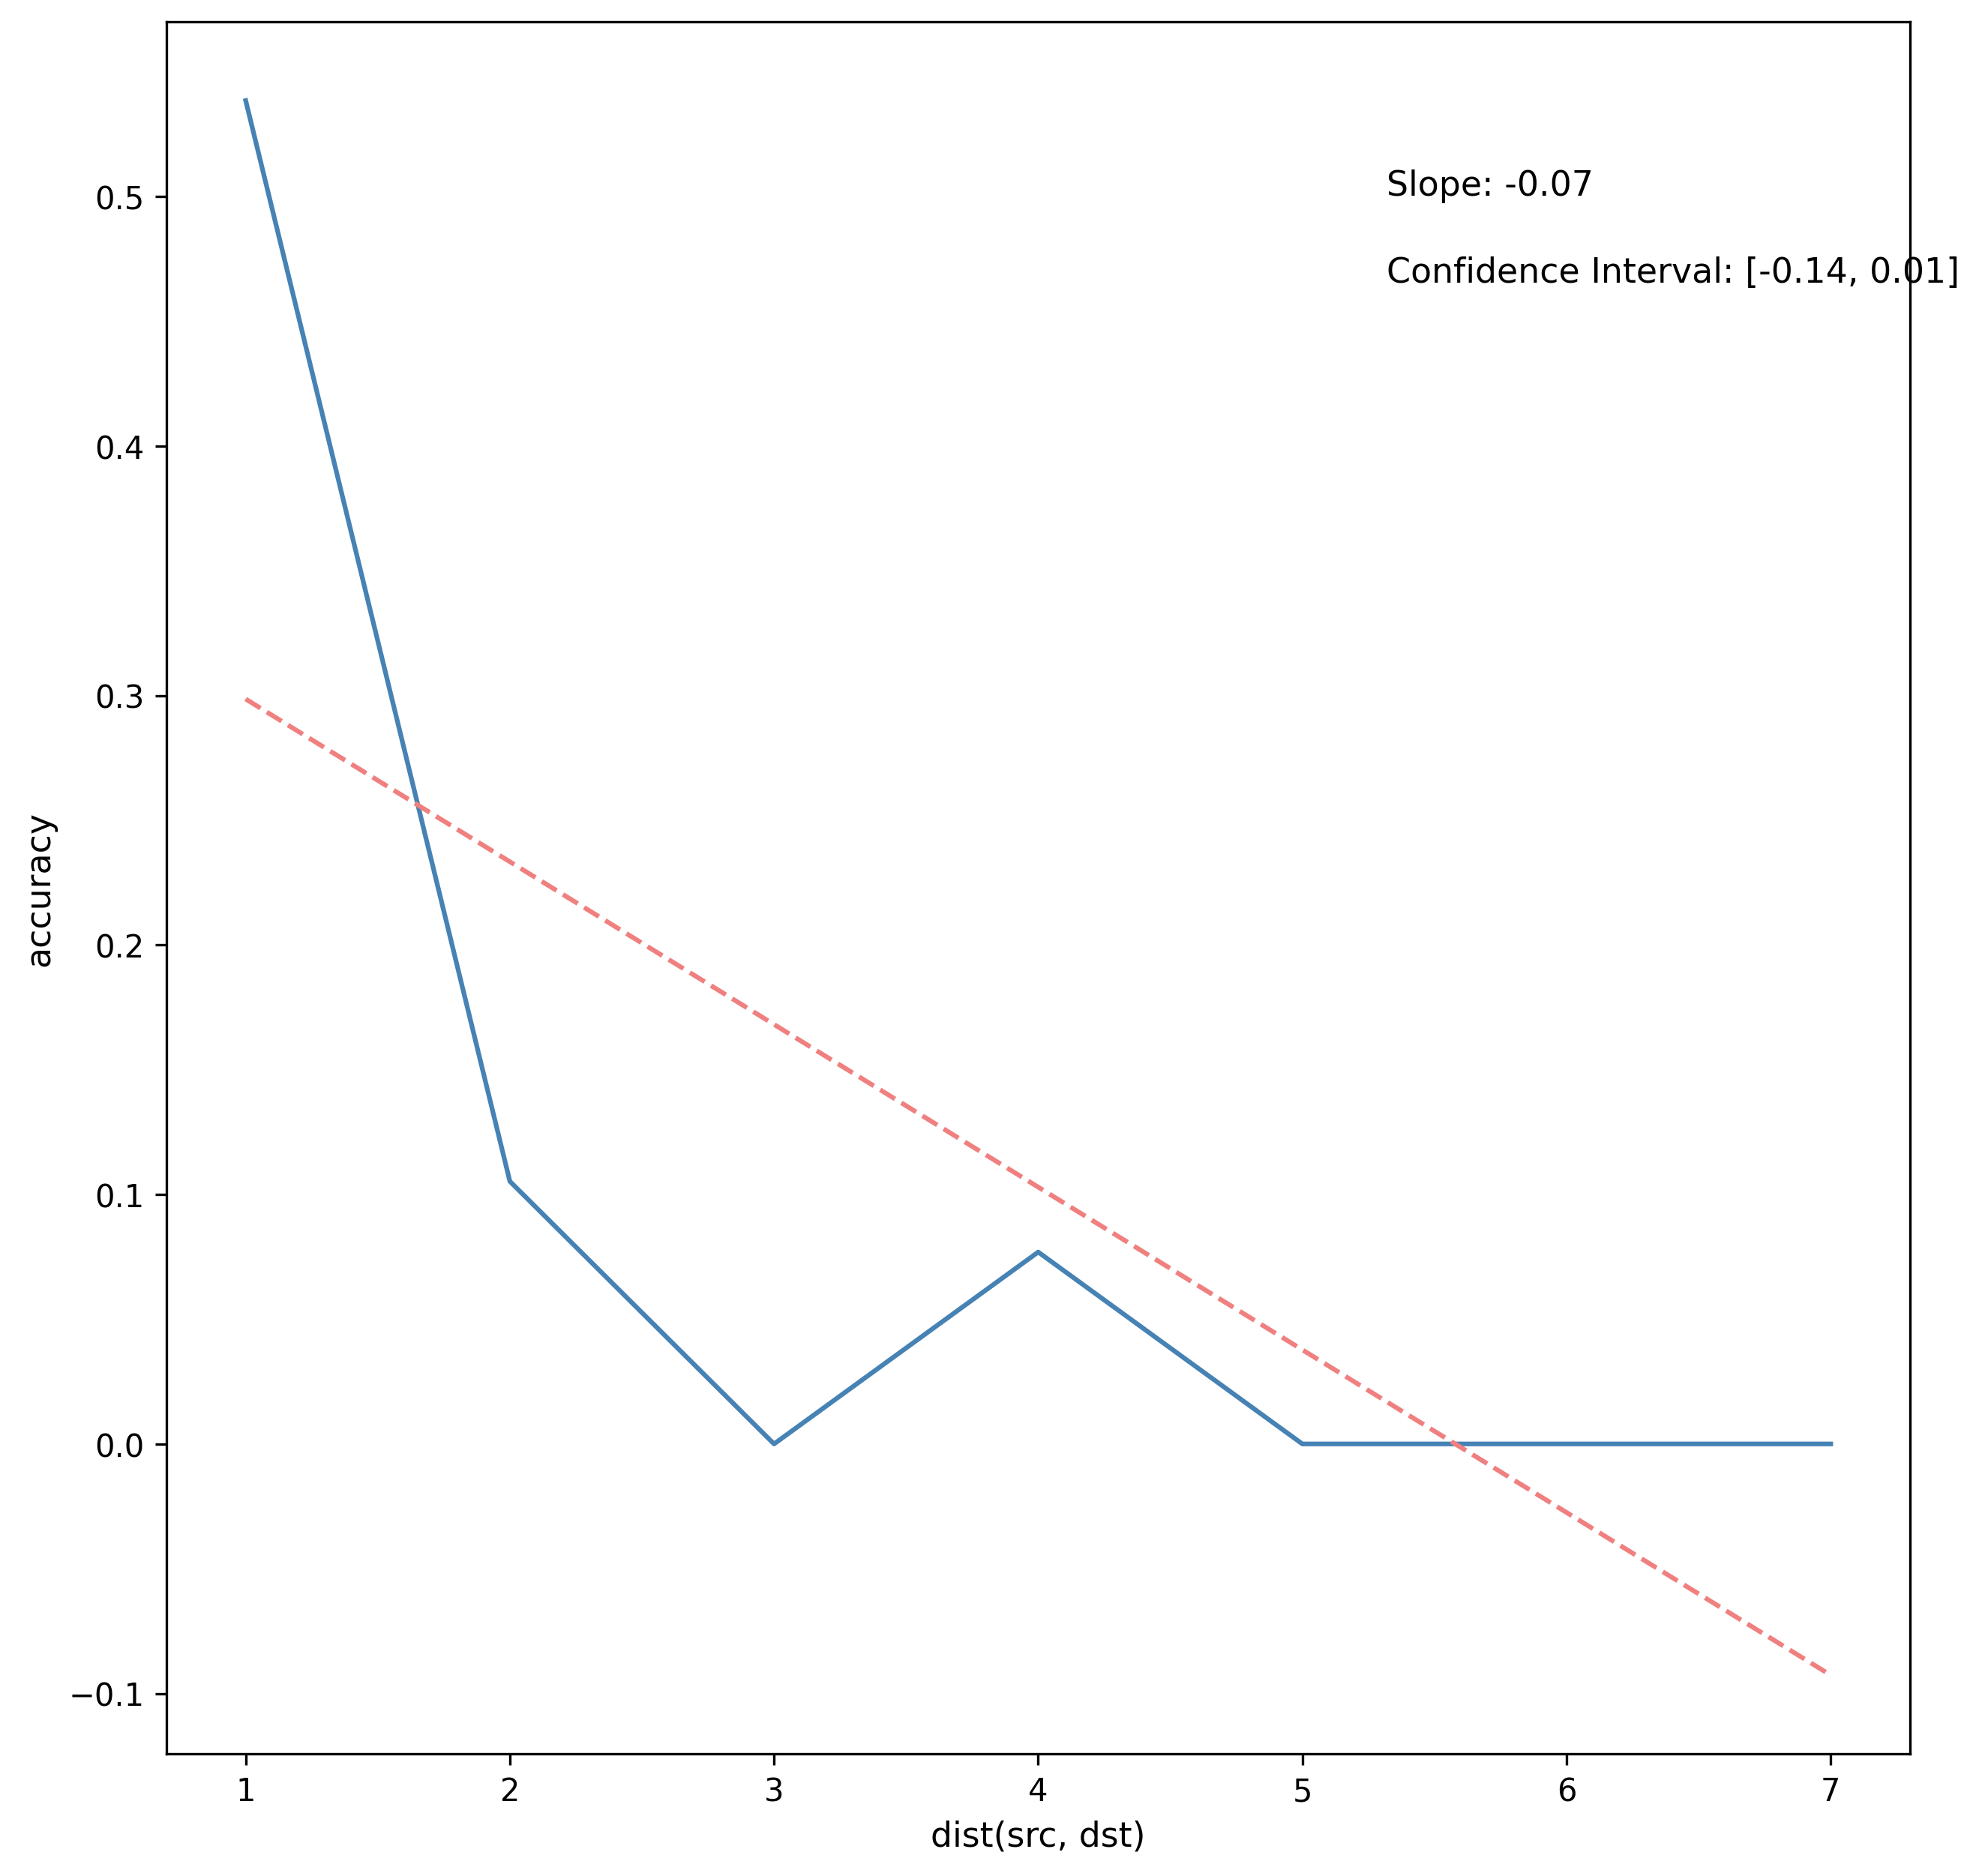 Slope: -0.07
Confidence Interval: [-0.14, 0.01]
0.5
0.4
0.3
0.2
0.1
0.0
−0.1
accuracy
1 2 3 4 5 6 7
dist(src, dst)